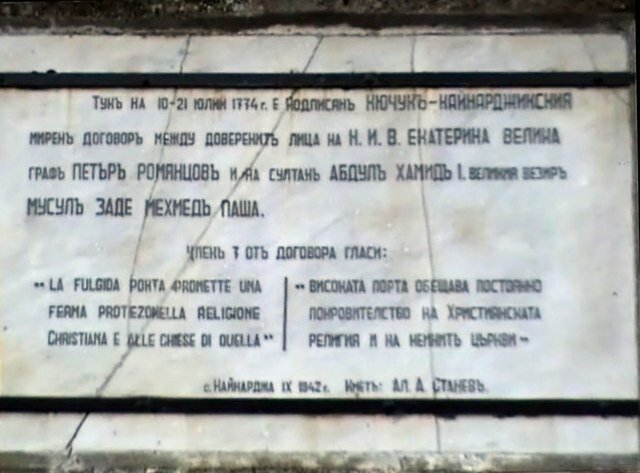 Тукъ на 10-21 юлий 1774 г. е подписанъ КЮЧУКЪ-КАЙНАРДЖИНСКИЯ
миренъ договоръ между доверенитѣ лица на Н. И. В. ЕКАТЕРИНА ВЕЛИКА
графъ ПЕТЪРЪ РОМЯНЦОВЪ и на султанъ АБДУЛЪ ХАМИДЪ I. великия везиръ
МУСУЛЪ ЗАДЕ МЕХМЕДЪ ПАША.
Членъ 7 отъ договора гласи:
"LA FULGIDA PORTA PROMETTE UNA
FERMA PROTEZONELLA RELIGIONE
CHRISTIANA E ALLE CHIESE DI QUELLA"
"ВИСОКАТА ПОРТА ОБЕЩАВА ПОСТОЯННО
ПОКРОВИТЕЛСТВО НА ХРИСТИЯНСКАТА
РЕЛИГИЯ И НА НЕЙНИТѢ ЦЪРКВИ"
с. Кайнарджа IX 1942 г. Кметъ: Ал. А. Станевъ.